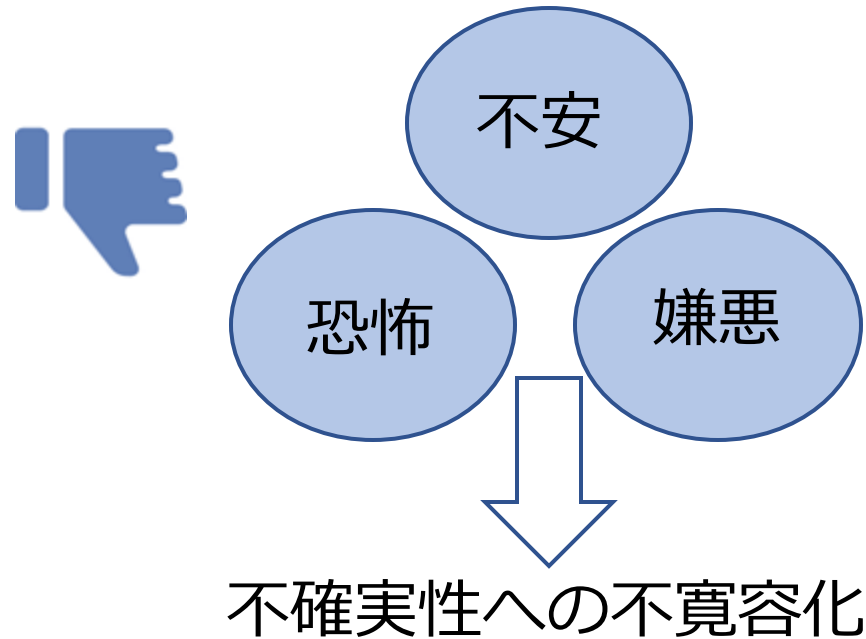 不安
恐怖
嫌悪
不確実性への不寛容化